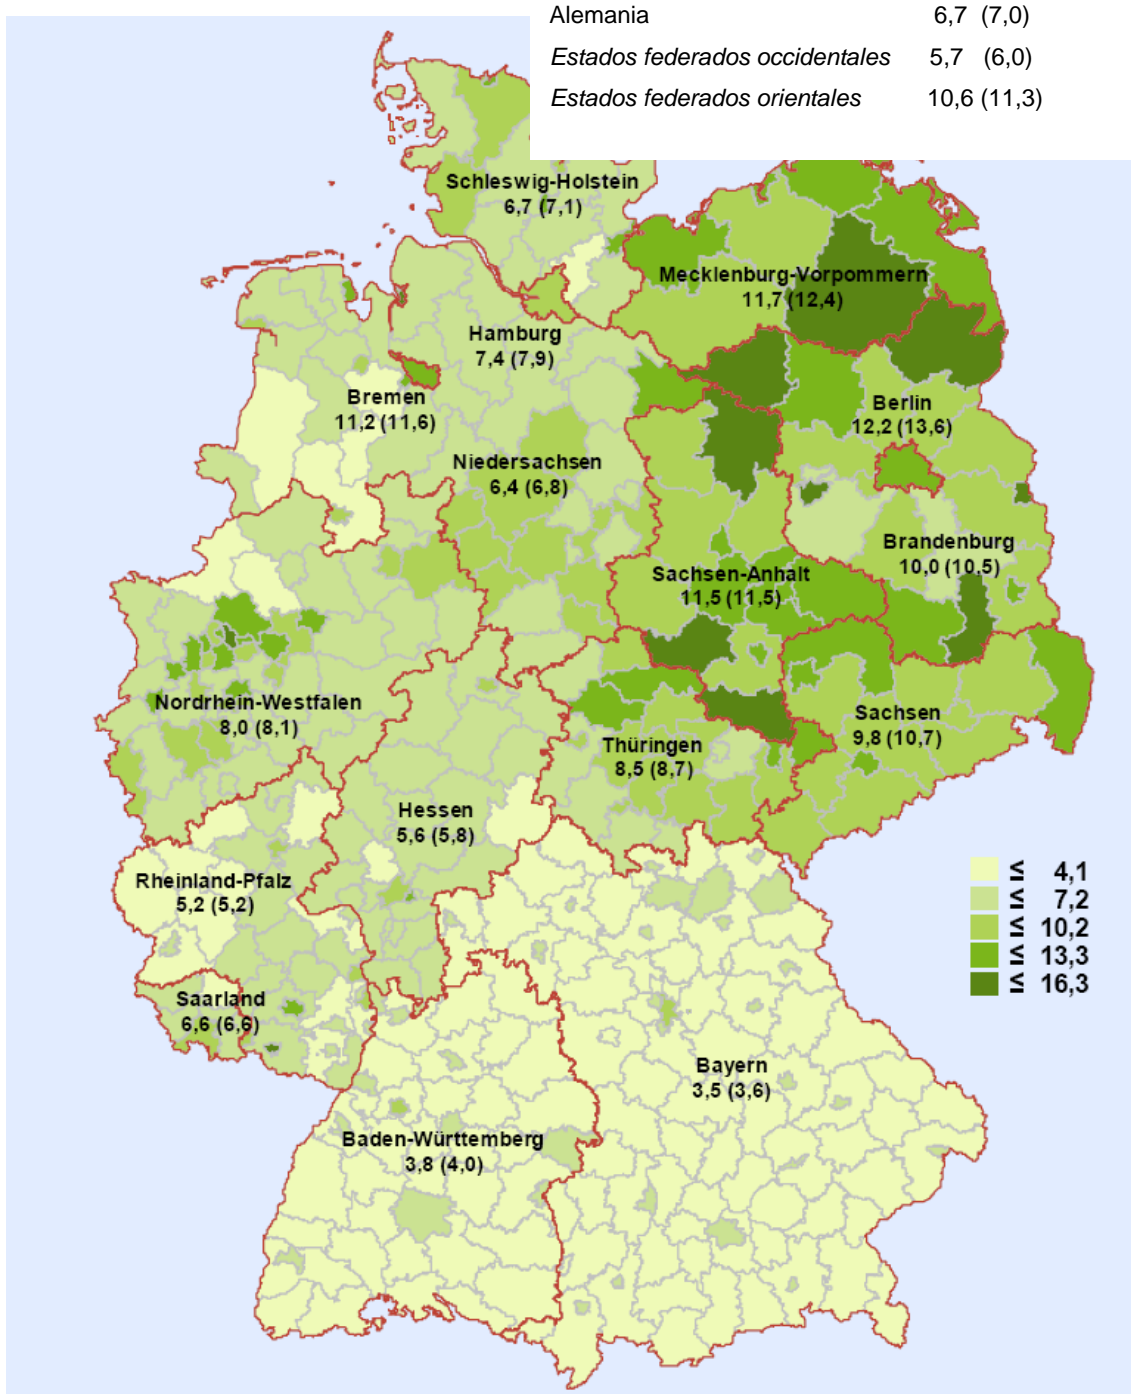 Alemania 6,7 (7,0)
Estados federados occidentales 5,7 (6,0)
Estados federados orientales 10,6 (11,3)
Schleswig-Holstein
6,7 (7,1)
Mecklenburg-Vorpommern
11,7 (12,4)
Hamburg
7,4 (7,9)
Bremen
11,2 (11,6)
Berlin
12,2 (13,6)
Niedersachsen
6,4 (6,8)
Brandenburg
10,0 (10,5)
Sachsen-Anhalt
11,5 (11,5)
Nordrhein-Westfalen
8,0 (8,1)
Sachsen
9,8 (10,7)
Thüringen
8,5 (8,7)
Hessen
5,6 (5,8)
Rheinland-Pfalz
5,2 (5,2)
≤ 4,1
≤ 7,2
≤ 10,2
≤ 13,3
≤ 16,3
Saarland
6,6 (6,6)
Bayern
3,5 (3,6)
Baden-Württemberg
3,8 (4,0)